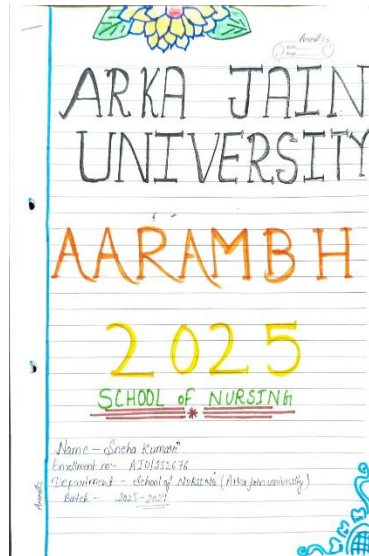 ARKA JAIN
UNIVERSITY
AARAMBH
2025
SCHOOL of NURSING
Name - Sneha Kumari
Enrollment no - AJU/252676
Department - School of NURSING (Arka jain university)
Batch - 2025-2029